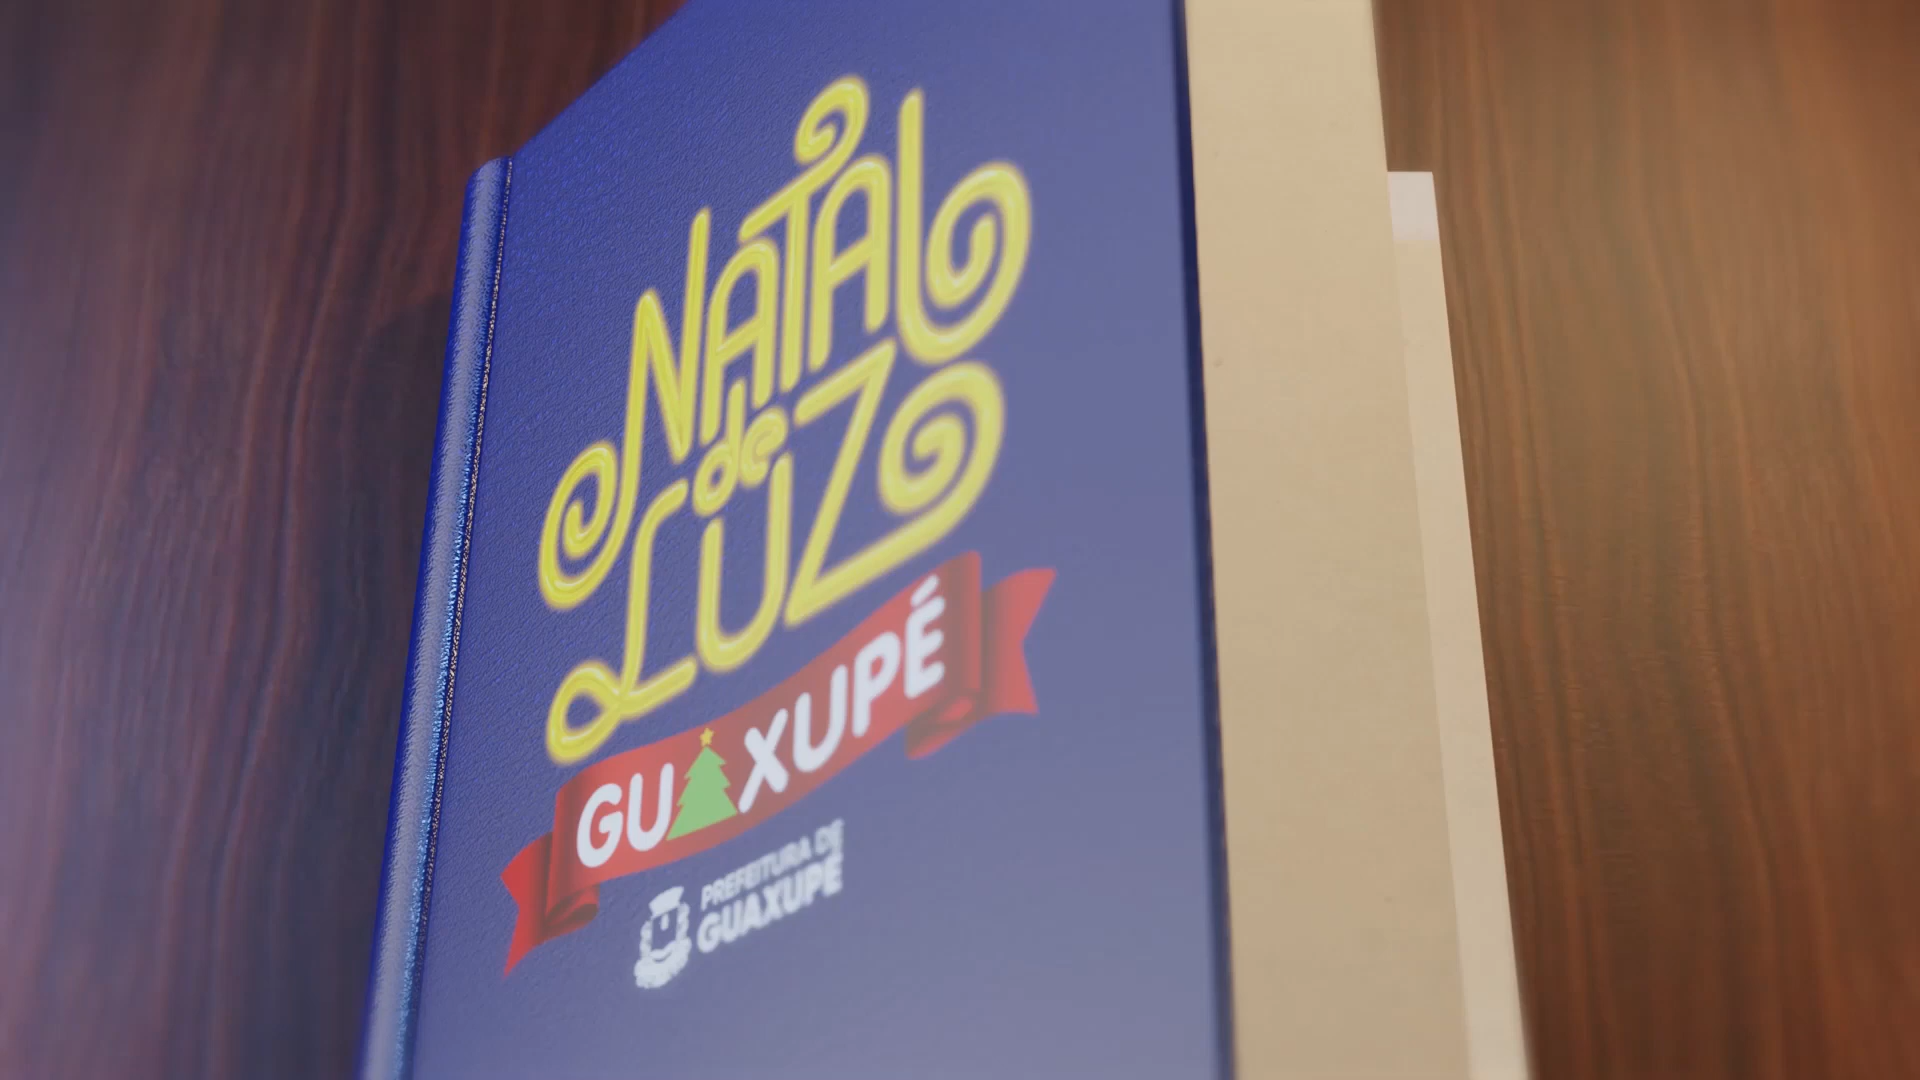 NATAL
de
LUZ
GUAXUPÉ
PREFEITURA DE
GUAXUPÉ